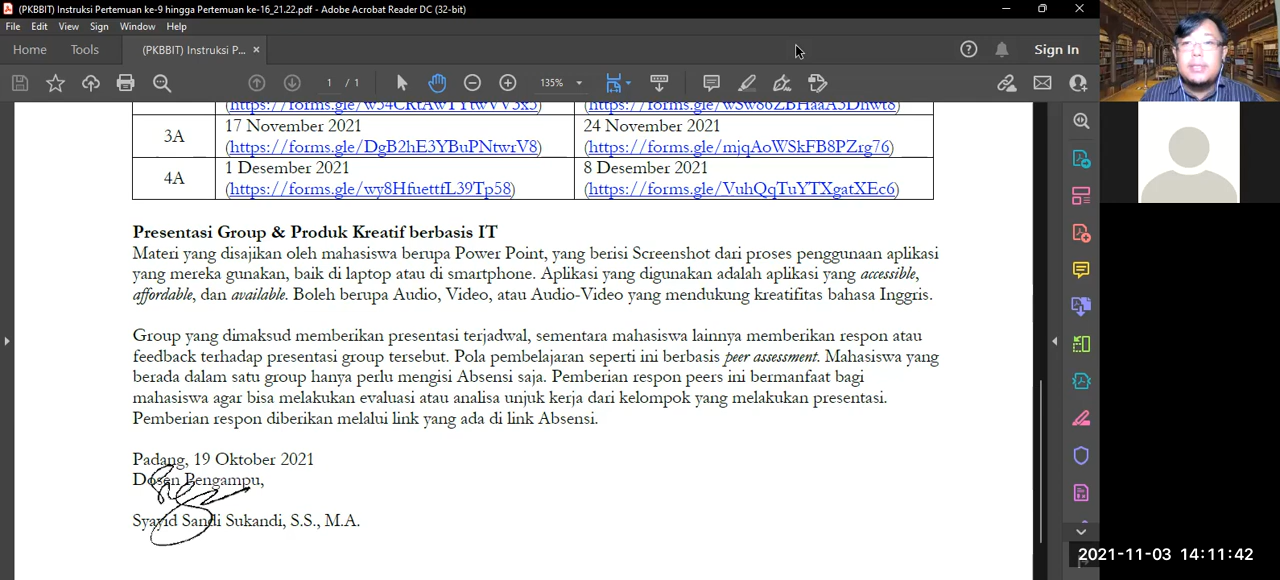 (PKBBIT) Instruksi Pertemuan ke-9 hingga Pertemuan ke-16_21.22.pdf - Adobe Acrobat Reader DC (32-bit)
File Edit View Sign Window Help
Home Tools (PKBBIT) Instruksi P... × Sign In
1 / 1 135%
3A
17 November 2021
(https://forms.gle/DgB2hE3YBuPNtwrV8)
24 November 2021
(https://forms.gle/mjqAoWSkFB8PZrg76)
4A
1 Desember 2021
(https://forms.gle/wy8HfuettfL39Tp58)
8 Desember 2021
(https://forms.gle/VuhQqTuYTXgatXEc6)
Presentasi Group & Produk Kreatif berbasis IT
Materi yang disajikan oleh mahasiswa berupa Power Point, yang berisi Screenshot dari proses penggunaan aplikasi
yang mereka gunakan, baik di laptop atau di smartphone. Aplikasi yang digunakan adalah aplikasi yang accessible,
affordable, dan available. Boleh berupa Audio, Video, atau Audio-Video yang mendukung kreatifitas bahasa Inggris.
Group yang dimaksud memberikan presentasi terjadwal, sementara mahasiswa lainnya memberikan respon atau
feedback terhadap presentasi group tersebut. Pola pembelajaran seperti ini berbasis peer assessment. Mahasiswa yang
berada dalam satu group hanya perlu mengisi Absensi saja. Pemberian respon peers ini bermanfaat bagi
mahasiswa agar bisa melakukan evaluasi atau analisa unjuk kerja dari kelompok yang melakukan presentasi.
Pemberian respon diberikan melalui link yang ada di link Absensi.
Padang, 19 Oktober 2021
Dosen Pengampu,
Syayid Sandi Sukandi, S.S., M.A.
2021-11-03 14:11:42